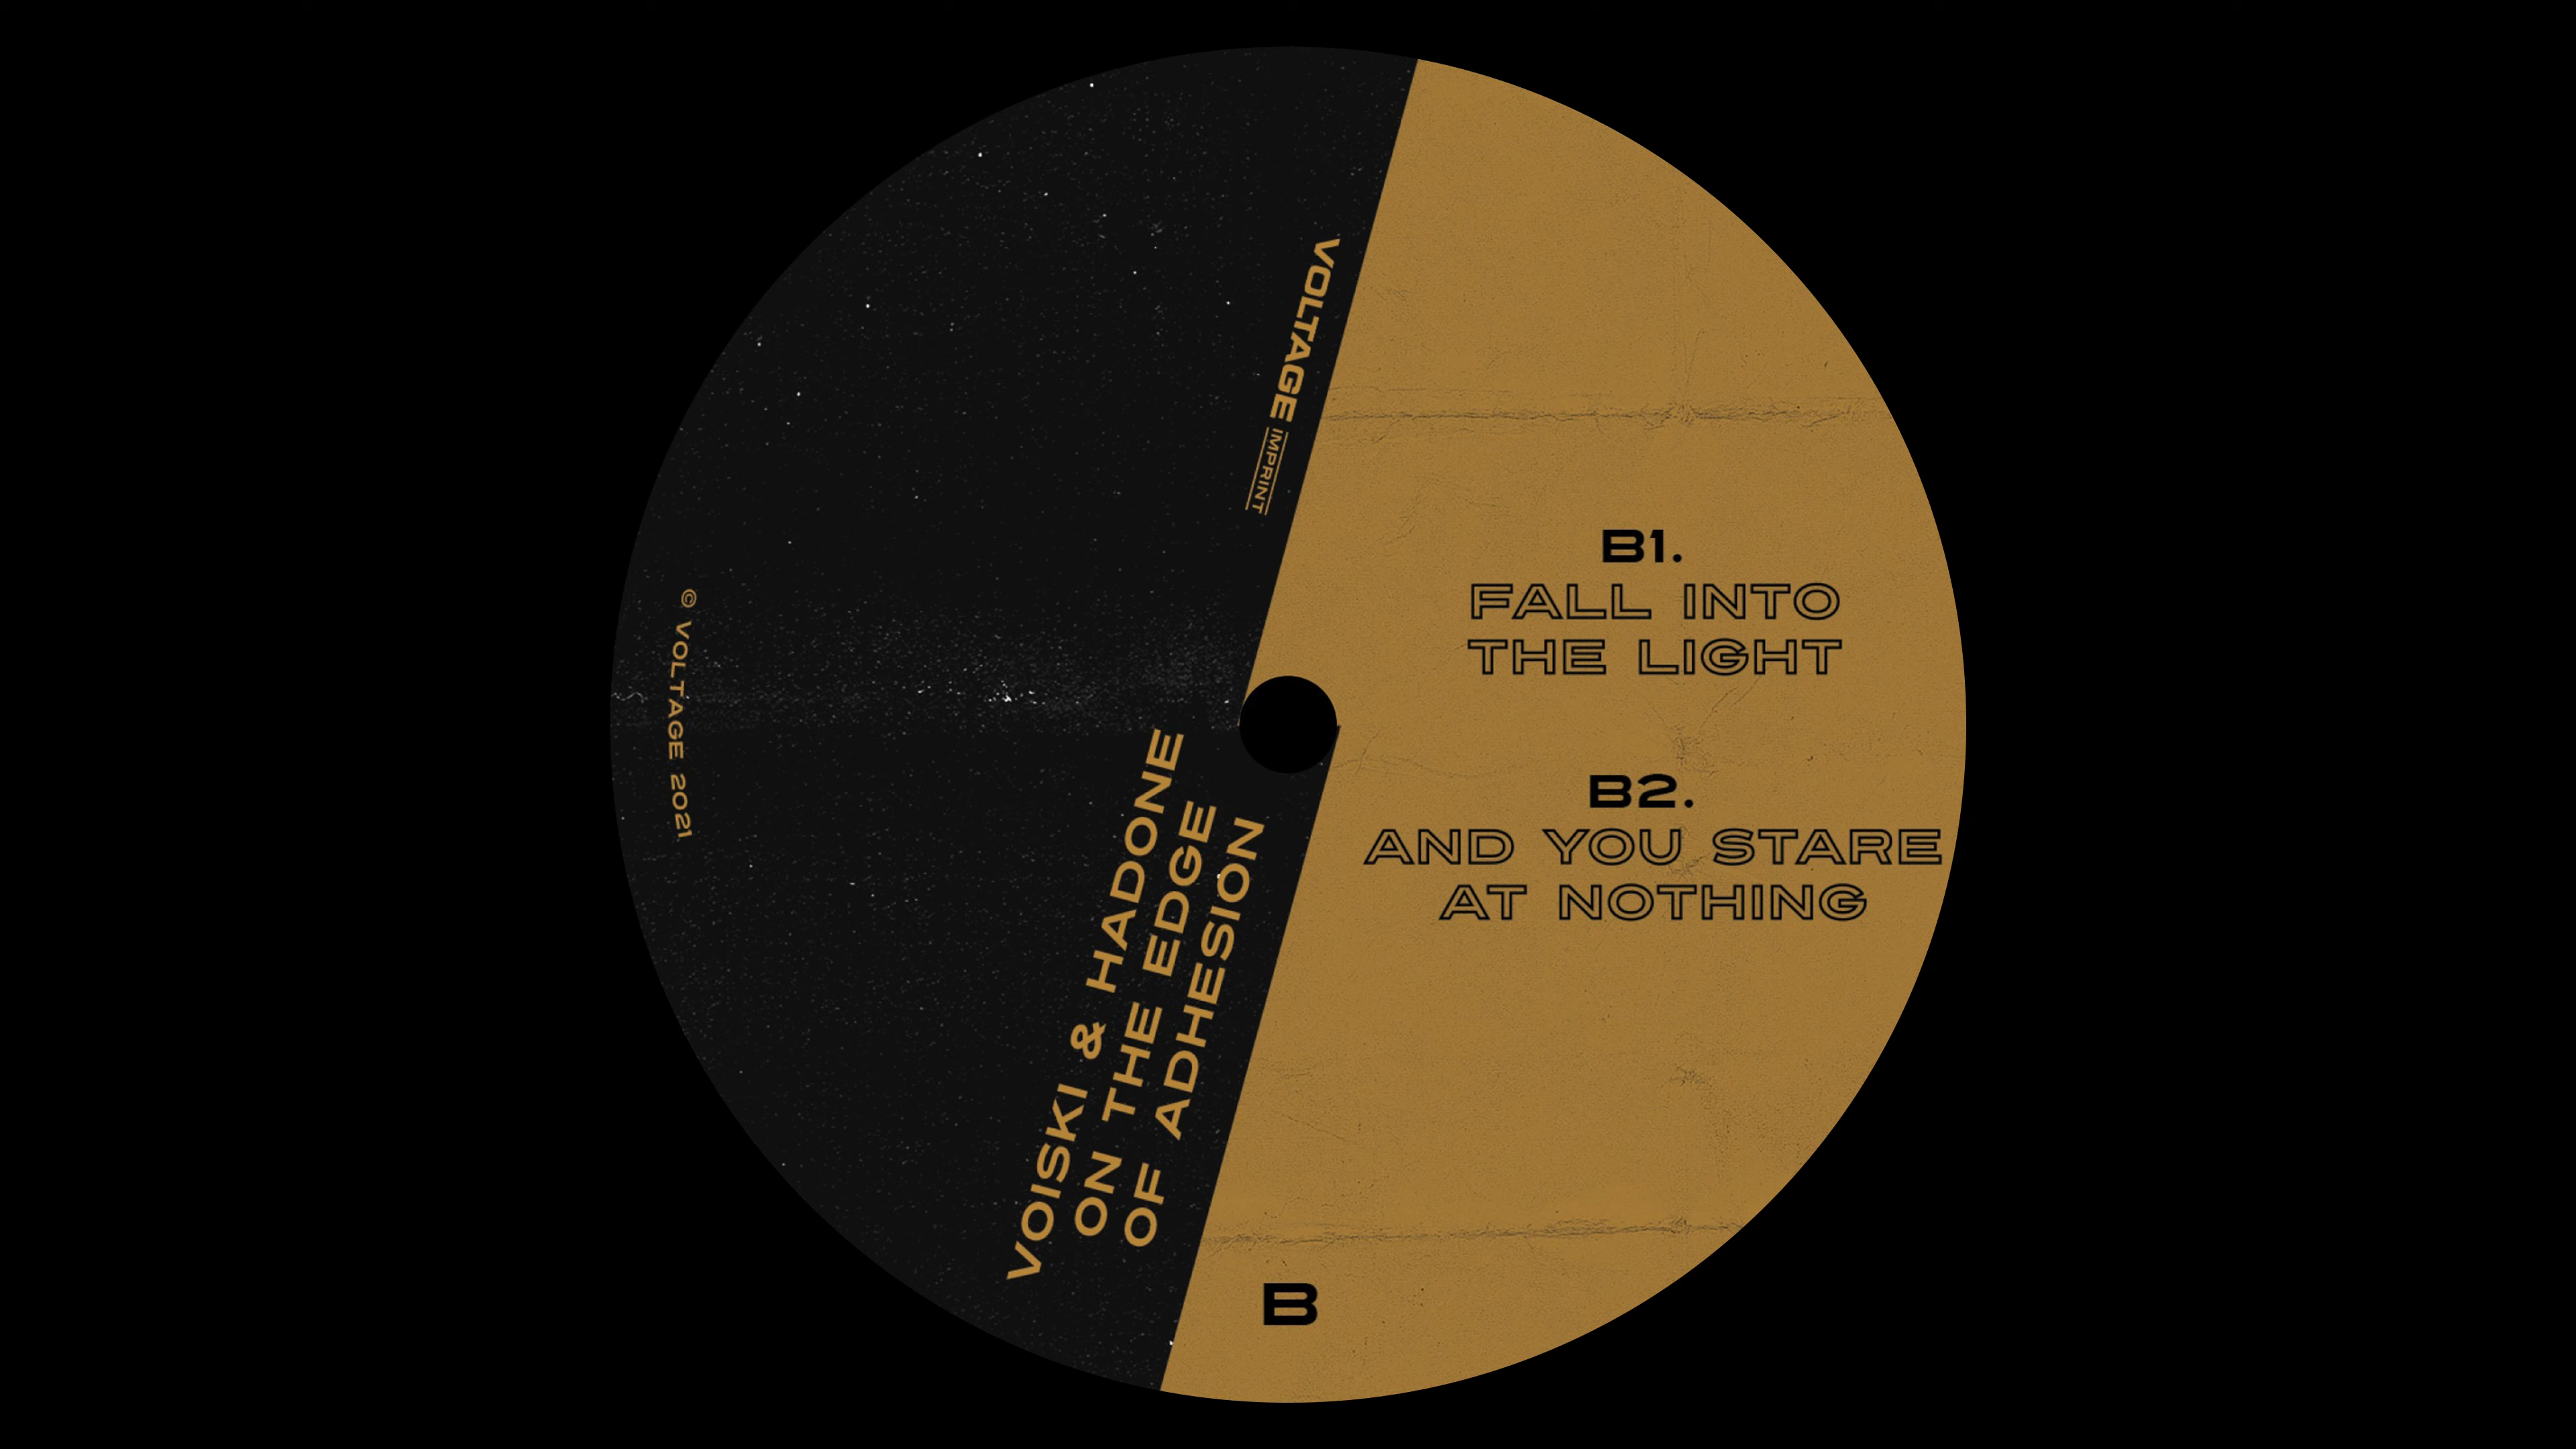 VOLTAGE IMPRINT
© VOLTAGE 2021
VOISKI & HADONE
ON THE EDGE
OF ADHESION
B1.
FALL INTO
THE LIGHT
B2.
AND YOU STARE
AT NOTHING
B